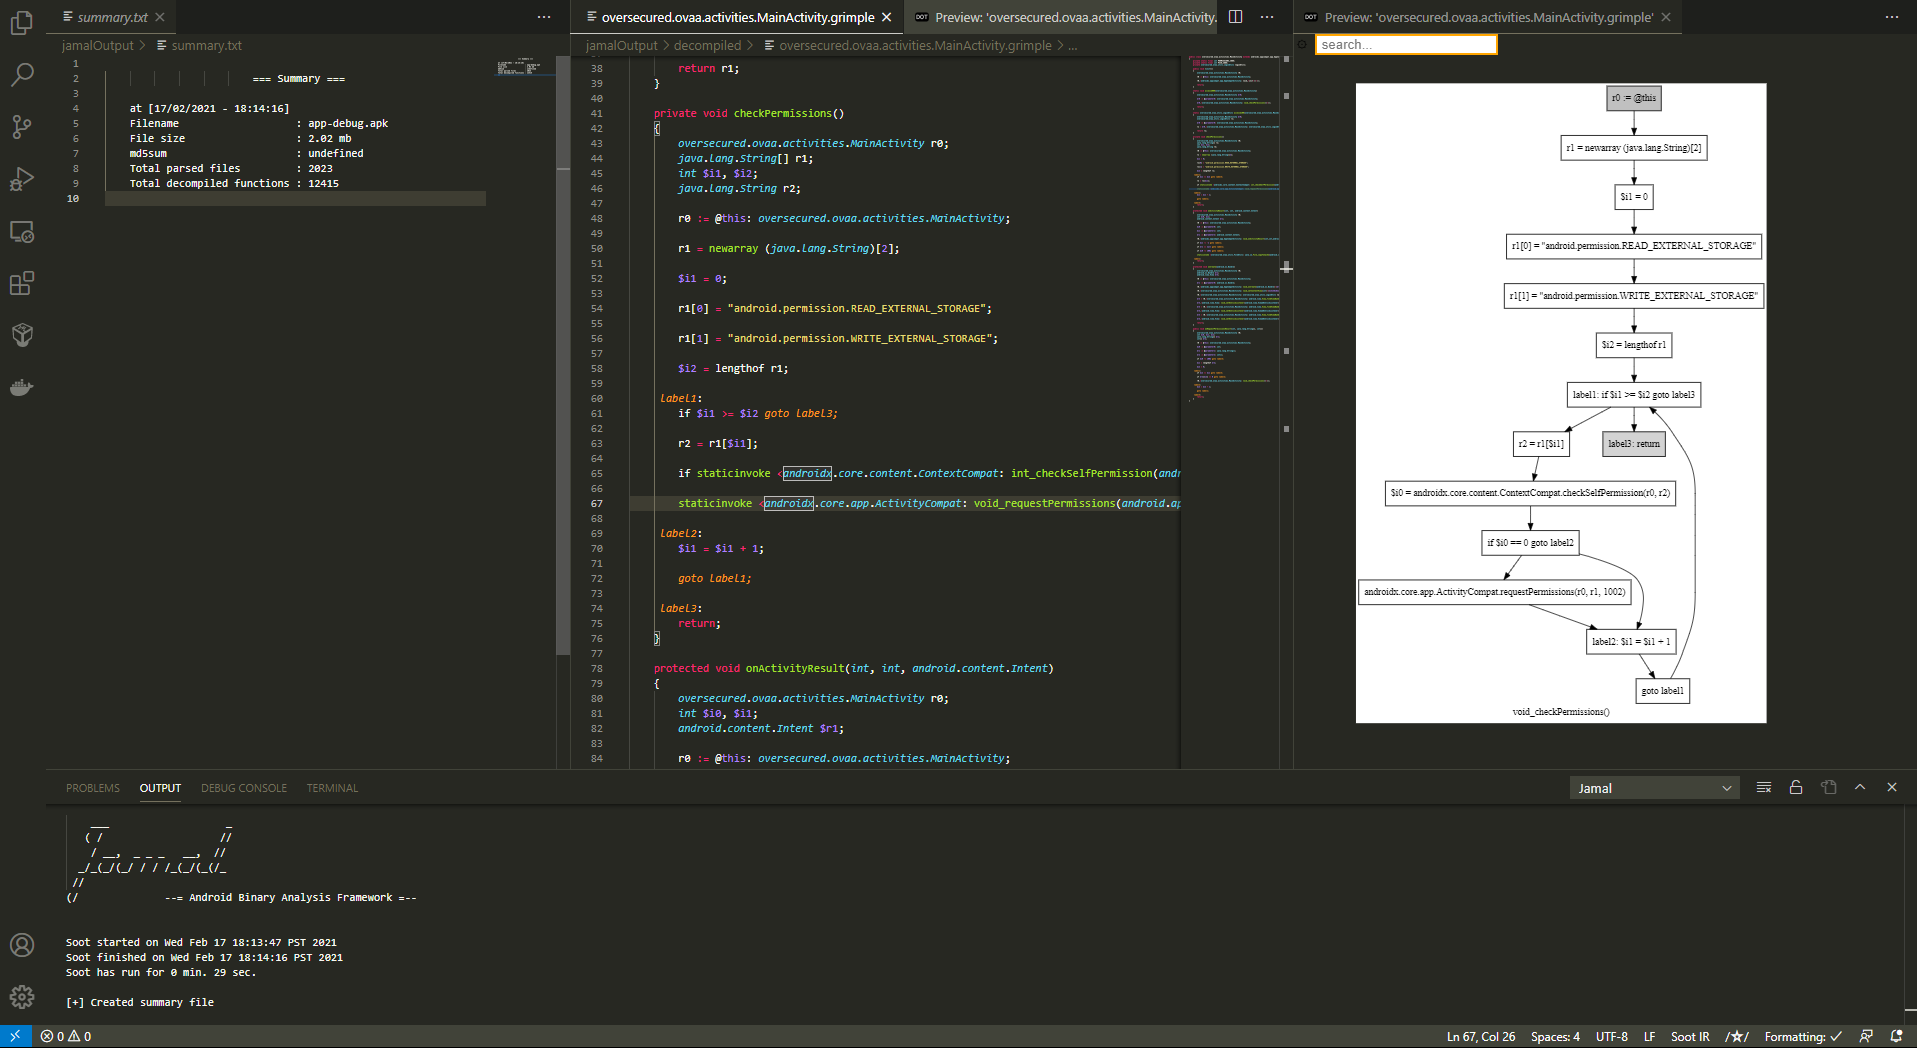 summary.txt
jamalOutput > summary.txt
1
2 === Summary ===
3
4 at [17/02/2021 - 18:14:16]
5 Filename : app-debug.apk
6 File size : 2.02 mb
7 md5sum : undefined
8 Total parsed files : 2023
9 Total decompiled functions : 12415
10
oversecured.ovaa.activities.MainActivity.grimple
DOT Preview: 'oversecured.ovaa.activities.MainActivity.
jamalOutput > decompiled > oversecured.ovaa.activities.MainActivity.grimple > ...
38 return r1;
39 }
40
41 private void checkPermissions()
42 {
43 oversecured.ovaa.activities.MainActivity r0;
44 java.lang.String[] r1;
45 int $i1, $i2;
46 java.lang.String r2;
47
48 r0 := @this: oversecured.ovaa.activities.MainActivity;
49
50 r1 = newarray (java.lang.String)[2];
51
52 $i1 = 0;
53
54 r1[0] = "android.permission.READ_EXTERNAL_STORAGE";
55
56 r1[1] = "android.permission.WRITE_EXTERNAL_STORAGE";
57
58 $i2 = lengthof r1;
59
60 label1:
61 if $i1 >= $i2 goto label3;
62
63 r2 = r1[$i1];
64
65 if staticinvoke <androidx.core.content.ContextCompat: int_checkSelfPermission(andr
66
67 staticinvoke <androidx.core.app.ActivityCompat: void_requestPermissions(android.ap
68
69 label2:
70 $i1 = $i1 + 1;
71
72 goto label1;
73
74 label3:
75 return;
76 }
77
78 protected void onActivityResult(int, int, android.content.Intent)
79 {
80 oversecured.ovaa.activities.MainActivity r0;
81 int $i0, $i1;
82 android.content.Intent $r1;
83
84 r0 := @this: oversecured.ovaa.activities.MainActivity;
DOT Preview: 'oversecured.ovaa.activities.MainActivity.grimple'
search...
r0 := @this
r1 = newarray (java.lang.String)[2]
$i1 = 0
r1[0] = "android.permission.READ_EXTERNAL_STORAGE"
r1[1] = "android.permission.WRITE_EXTERNAL_STORAGE"
$i2 = lengthof r1
label1: if $i1 >= $i2 goto label3
r2 = r1[$i1]
label3: return
$i0 = androidx.core.content.ContextCompat.checkSelfPermission(r0, r2)
if $i0 == 0 goto label2
androidx.core.app.ActivityCompat.requestPermissions(r0, r1, 1002)
label2: $i1 = $i1 + 1
goto label1
void_checkPermissions()
PROBLEMS OUTPUT DEBUG CONSOLE TERMINAL
Jamal
--= Android Binary Analysis Framework =--
Soot started on Wed Feb 17 18:13:47 PST 2021
Soot finished on Wed Feb 17 18:14:16 PST 2021
Soot has run for 0 min. 29 sec.
[+] Created summary file
0 0
Ln 67, Col 26 Spaces: 4 UTF-8 LF Soot IR /☆/ Formatting: ✓